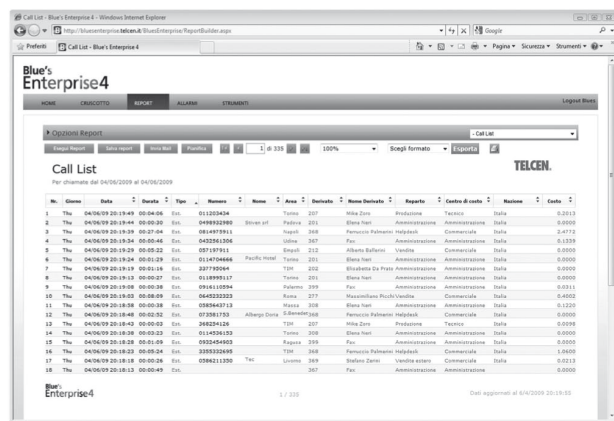 Call List - Blue's Enterprise 4 - Windows Internet Explorer
http://bluesenterprise.telcen.it/BluesEnterprise/ReportBuilder.aspx
Google
Preferiti Call List - Blue's Enterprise 4
Pagina Sicurezza Strumenti
Blue's
Enterprise4
HOME CRUSCOTTO REPORT ALLARMI STRUMENTI Logout Blues
Opzioni Report - Call List
Esegui Report Salva report Invia Mail Pianifica 1 di 335 100% Scegli formato Esporta
Call List TELCEN.
Per chiamate del 04/06/2009 al 04/06/2009
Nr. Giorno Data Durata Tipo Numero Nome Area Derivato Nome Derivato Reparto Centro di costo Nazione Costo
1 Thu 04/06/09 20:19:49 00:04:06 Est. 011203434 Torino 207 Mike Zoro Produzione Tecnico Italia 0.2013
2 Thu 04/06/09 20:19:44 00:00:20 Est. 0498932980 Stiven srl Padova 201 Elena Nari Amministrazione Amministrazione Italia 0.0000
3 Thu 04/06/09 20:19:39 00:27:04 Est. 0814975911 Napoli 368 Ferruccio Palmerini Helpdesk Commerciale Italia 2.4772
4 Thu 04/06/09 20:19:34 00:00:46 Est. 0432561306 Udine 367 Fax Amministrazione Amministrazione Italia 0.1339
5 Thu 04/06/09 20:19:29 00:05:22 Est. 057197911 Empoli 212 Alberto Ballerini Vendite Commerciale Italia 0.0000
6 Thu 04/06/09 20:19:24 00:01:29 Est. 0114704666 Pacific Hotel Torino 201 Elena Nari Amministrazione Amministrazione Italia 0.0000
7 Thu 04/06/09 20:19:19 00:01:16 Est. 337795064 TIM 202 Elisabetta Da Prato Amministrazione Amministrazione Italia 0.0000
8 Thu 04/06/09 20:19:13 00:00:27 Est. 0118995117 Torino 201 Elena Nari Amministrazione Amministrazione Italia 0.0000
9 Thu 04/06/09 20:19:08 00:00:38 Est. 0916110594 Palermo 399 Fax Amministrazione Amministrazione Italia 0.0311
10 Thu 04/06/09 20:19:03 00:08:09 Est. 0645232323 Roma 277 Massimiliano Picchi Vendite Commerciale Italia 0.4002
11 Thu 04/06/09 20:18:58 00:00:38 Est. 0585643713 Massa 308 Elena Nari Amministrazione Amministrazione Italia 0.1220
12 Thu 04/06/09 20:18:48 00:02:52 Est. 073581753 Albergo Doria S.Benedet 368 Ferruccio Palmerini Helpdesk Commerciale Italia 0.0000
13 Thu 04/06/09 20:18:43 00:00:03 Est. 368254126 TIM 207 Mike Zoro Produzione Tecnico Italia 0.0098
14 Thu 04/06/09 20:18:38 00:03:23 Est. 0114536153 Torino 308 Elena Nari Amministrazione Amministrazione Italia 0.0000
15 Thu 04/06/09 20:18:28 00:01:09 Est. 0932454903 Ragusa 399 Fax Amministrazione Amministrazione Italia 0.0000
16 Thu 04/06/09 20:18:23 00:05:24 Est. 3355332695 TIM 368 Ferruccio Palmerini Helpdesk Commerciale Italia 1.0600
17 Thu 04/06/09 20:18:18 00:00:26 Est. 0586211350 Tec Livorno 369 Stefano Zerini Vendite estero Commerciale Italia 0.0213
18 Thu 04/06/09 20:18:13 00:00:49 Est. 367 Fax Amministrazione Amministrazione 0.0000
Blue's
Enterprise4 1 / 335 Dati aggiornati al 6/4/2009 20:19:50